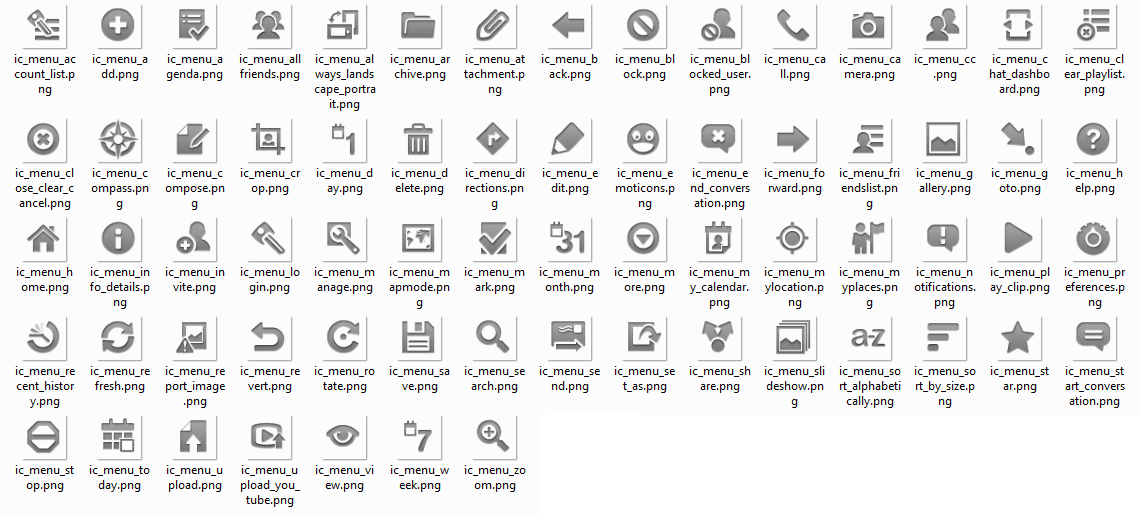 ic_menu_ac ic_menu_a ic_menu_a ic_menu_all ic_menu_al ic_menu_ar ic_menu_at ic_menu_b ic_menu_bl ic_menu_bl ic_menu_ca ic_menu_ca ic_menu_cc ic_menu_c ic_menu_cle
count_list.p dd.png genda.png friends.png ways_lands chive.png tachment.p ack.png ock.png ocked_user. ll.png mera.png .png hat_dashbo ar_playlist.
ng cape_portra ng png ard.png png
it.png
ic_menu_cl ic_menu_c ic_menu_c ic_menu_cr ic_menu_d ic_menu_d ic_menu_di ic_menu_e ic_menu_e ic_menu_e ic_menu_fo ic_menu_fri ic_menu_g ic_menu_g ic_menu_h
ose_clear_c ompass.pn ompose.pn op.png ay.png elete.png rections.pn dit.png moticons.p nd_convers rward.png endslist.png allery.png oto.png elp.png
ancel.png g g g ng ation.png
ic_menu_h ic_menu_in ic_menu_in ic_menu_lo ic_menu_m ic_menu_m ic_menu_m ic_menu_m ic_menu_m ic_menu_m ic_menu_m ic_menu_m ic_menu_n ic_menu_pl ic_menu_pr
ome.png fo_details.p vite.png gin.png anage.png apmode.pn ark.png onth.png ore.png y_calendar. ylocation.p yplaces.pn otifications. ay_clip.png eferences.p
ng g png ng g png ng
31
ic_menu_re ic_menu_re ic_menu_re ic_menu_re ic_menu_ro ic_menu_sa ic_menu_se ic_menu_se ic_menu_se ic_menu_sh ic_menu_sli ic_menu_so ic_menu_so ic_menu_st ic_menu_st
cent_histor fresh.png port_image vert.png tate.png ve.png arch.png nd.png t_as.png are.png deshow.pn rt_alphabeti rt_by_size.p ar.png art_convers
y.png .png g cally.png ng ation.png
a-z
ic_menu_st ic_menu_to ic_menu_u ic_menu_u ic_menu_vi ic_menu_w ic_menu_zo
op.png day.png pload.png pload_you_ ew.png eek.png om.png
tube.png
1
7